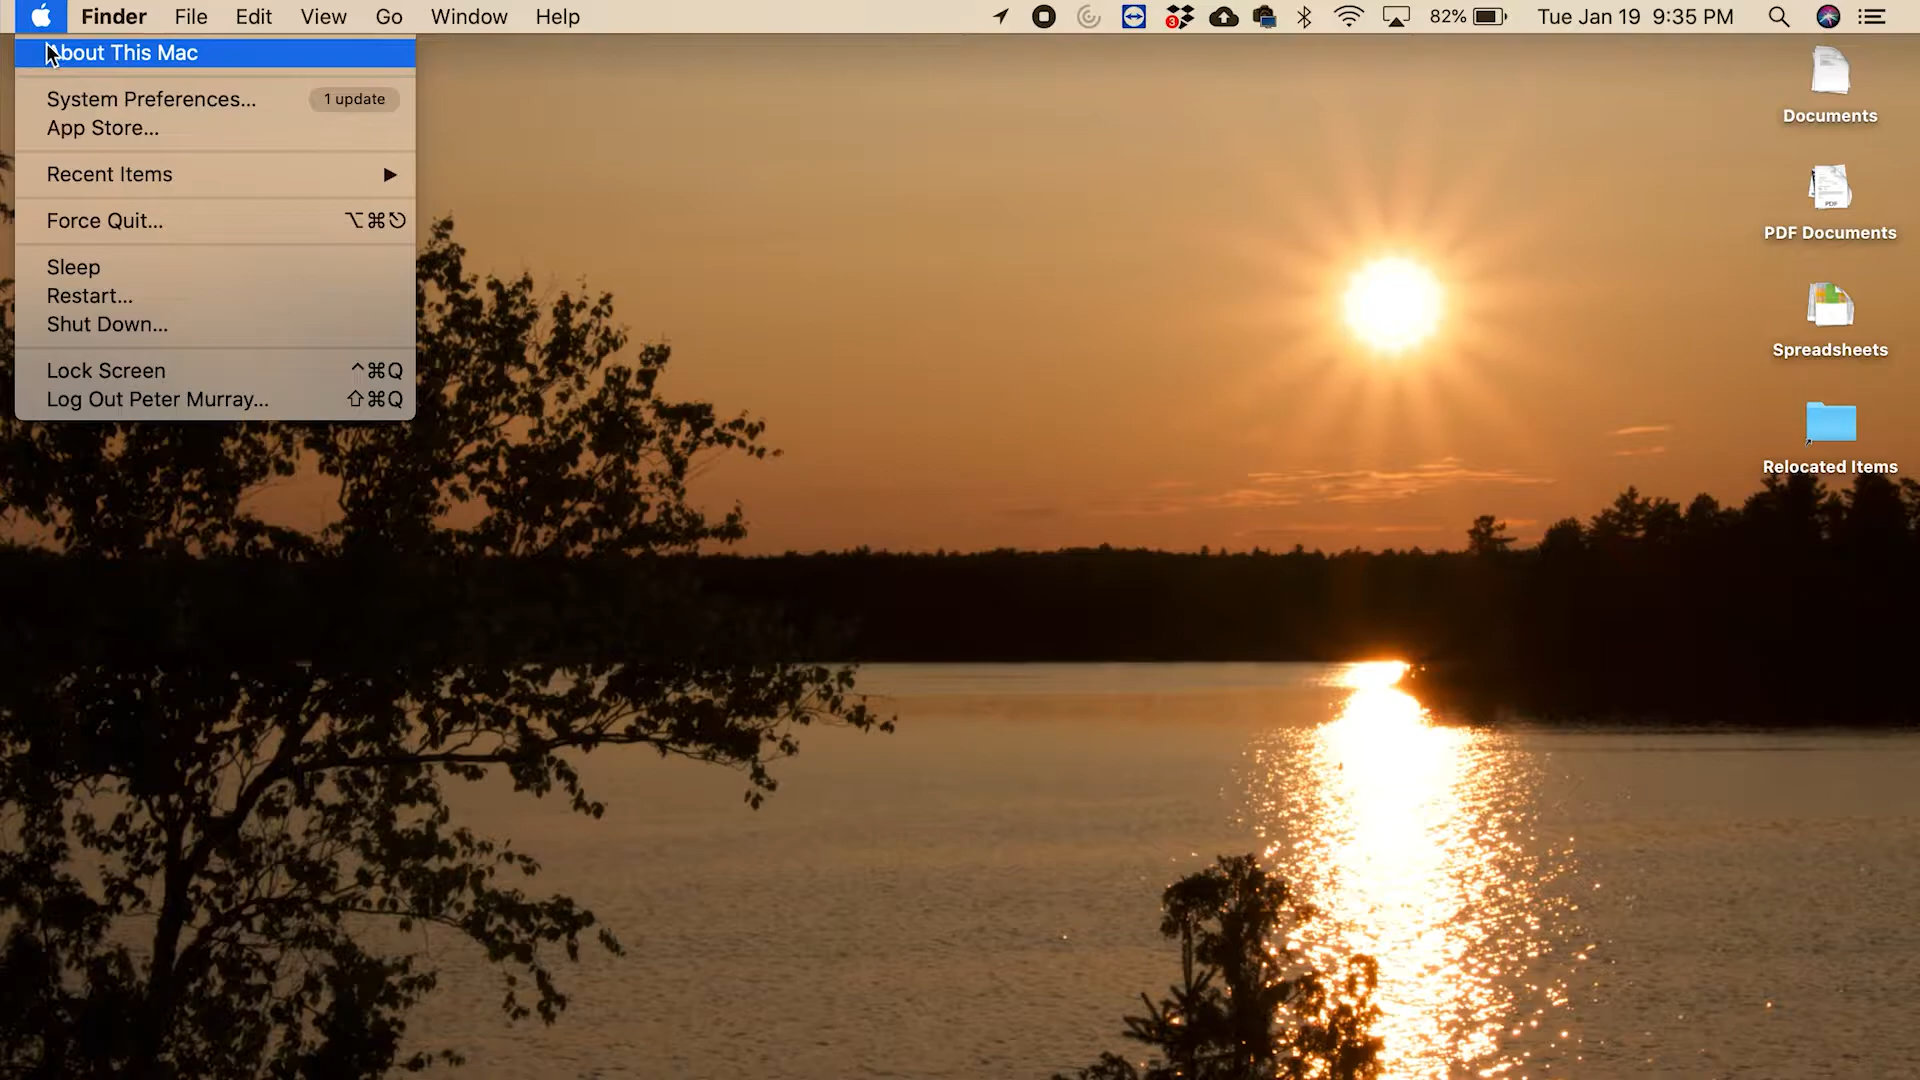 Finder File Edit View Go Window Help 3 82% Tue Jan 19 9:35 PM
About This Mac
System Preferences... 1 update
App Store...
Recent Items
Force Quit... ⌥⌘⎋
Sleep
Restart...
Shut Down...
Lock Screen ^⌘Q
Log Out Peter Murray... ⇧⌘Q
Documents
PDF
PDF Documents
Spreadsheets
Relocated Items